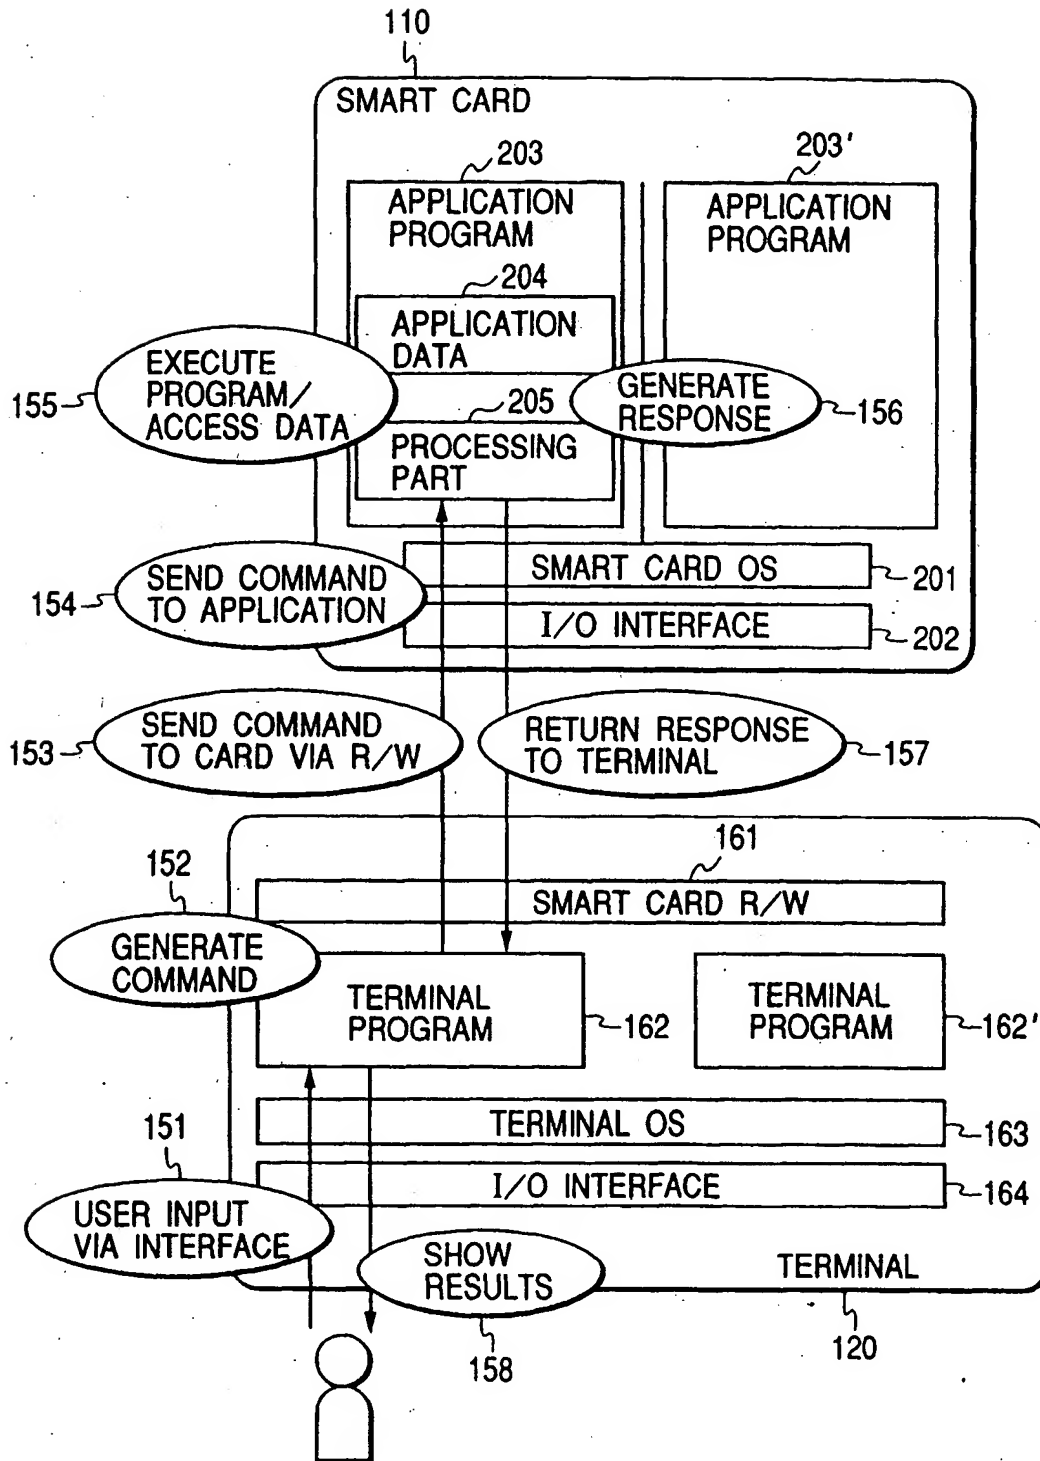 110
SMART CARD
203
203'
APPLICATION
PROGRAM
APPLICATION
PROGRAM
204
APPLICATION
DATA
EXECUTE
PROGRAM/
ACCESS DATA
155
GENERATE
RESPONSE
156
205
PROCESSING
PART
SEND COMMAND
TO APPLICATION
154
SMART CARD OS
201
I/O INTERFACE
202
SEND COMMAND
TO CARD VIA R/W
153
RETURN RESPONSE
TO TERMINAL
157
161
152
SMART CARD R/W
GENERATE
COMMAND
TERMINAL
PROGRAM
162
TERMINAL
PROGRAM
162'
151
TERMINAL OS
163
I/O INTERFACE
164
USER INPUT
VIA INTERFACE
SHOW
RESULTS
TERMINAL
158
120